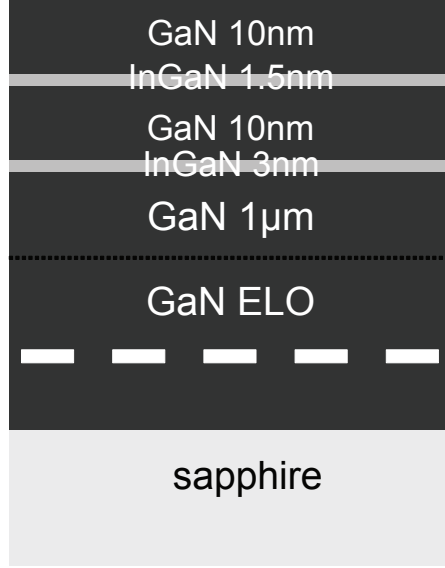 GaN 10nm
InGaN 1.5nm
GaN 10nm
InGaN 3nm
GaN 1µm
GaN ELO
sapphire